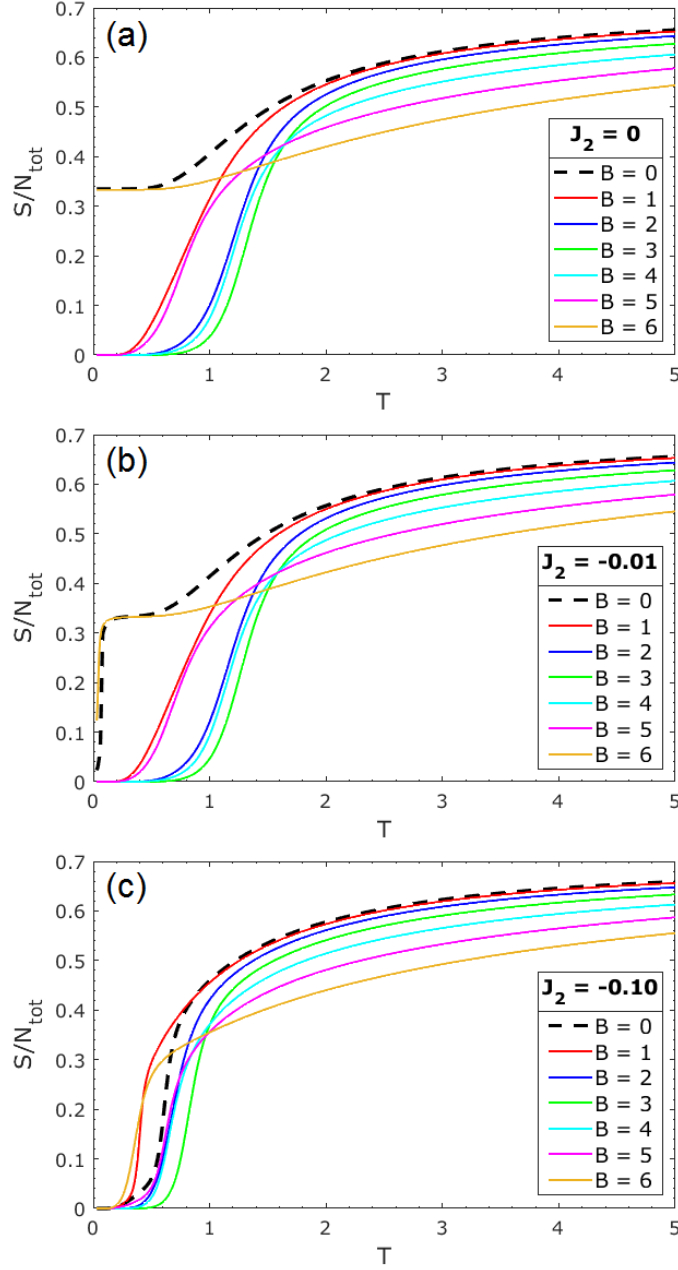 (a)
0.7
0.6
0.5
0.4
0.3
0.2
0.1
0
S/N_tot
0 1 2 3 4 5
T
J_2 = 0
B = 0
B = 1
B = 2
B = 3
B = 4
B = 5
B = 6
(b)
0.7
0.6
0.5
0.4
0.3
0.2
0.1
0
S/N_tot
0 1 2 3 4 5
T
J_2 = -0.01
B = 0
B = 1
B = 2
B = 3
B = 4
B = 5
B = 6
(c)
0.7
0.6
0.5
0.4
0.3
0.2
0.1
0
S/N_tot
0 1 2 3 4 5
T
J_2 = -0.10
B = 0
B = 1
B = 2
B = 3
B = 4
B = 5
B = 6